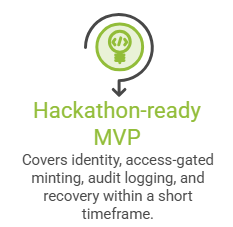 Hackathon-ready
MVP
Covers identity, access-gated
minting, audit logging, and
recovery within a short
timeframe.